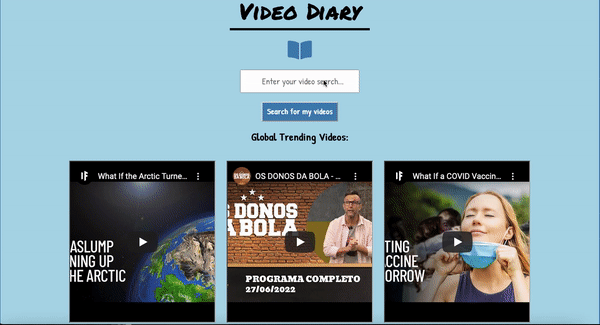 VIDEO DIARY
Enter your video search...
Search for my videos
Global Trending Videos:
What If the Arctic Turne...
OS DONOS DA BOLA - ...
What If a COVID Vaccin...
ASLUMP
NING UP
HE ARCTIC
DONOS
DA BOLA
PROGRAMA COMPLETO
27/06/2022
TING
CCINE
ORROW